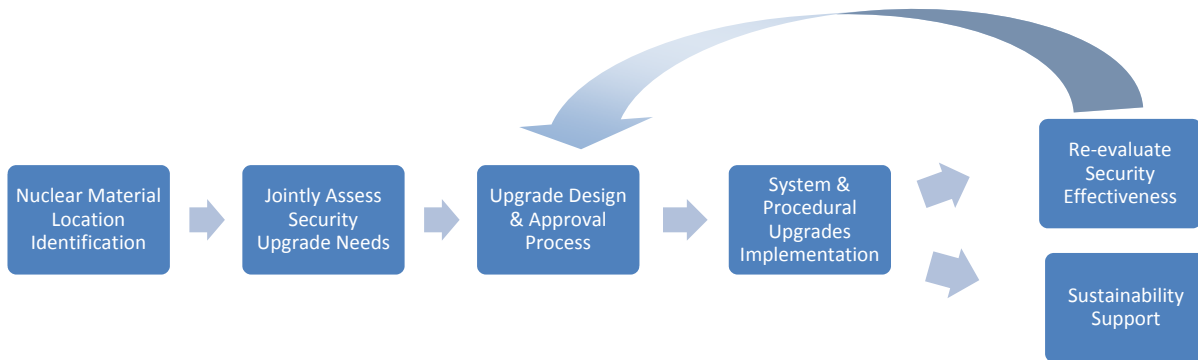 Nuclear Material
Location
Identification
Jointly Assess
Security
Upgrade Needs
Upgrade Design
& Approval
Process
System &
Procedural
Upgrades
Implementation
Re-evaluate
Security
Effectiveness
Sustainability
Support